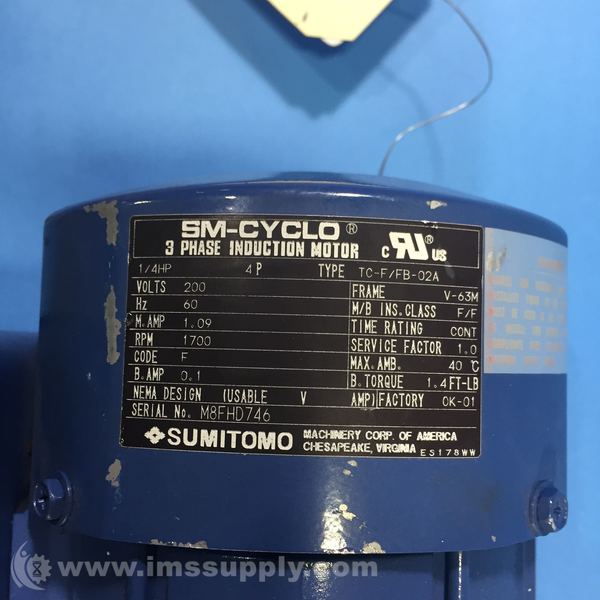 SM-CYCLO®
3 PHASE INDUCTION MOTOR
C RU US
1/4HP 4P TYPE TC-F/FB-02A
VOLTS 200 FRAME V-63M
Hz 60 M/B INS.CLASS F/F
M.AMP 1.09 TIME RATING CONT
RPM 1700 SERVICE FACTOR 1.0
CODE F MAX.AMB. 40 ℃
B.AMP 0.1 B.TORQUE 1.4FT-LB
NEMA DESIGN (USABLE V AMP) FACTORY OK-01
SERIAL No. M8FHD746
SUMITOMO MACHINERY CORP. OF AMERICA
CHESAPEAKE, VIRGINIA ES178WW
www.imssupply.com